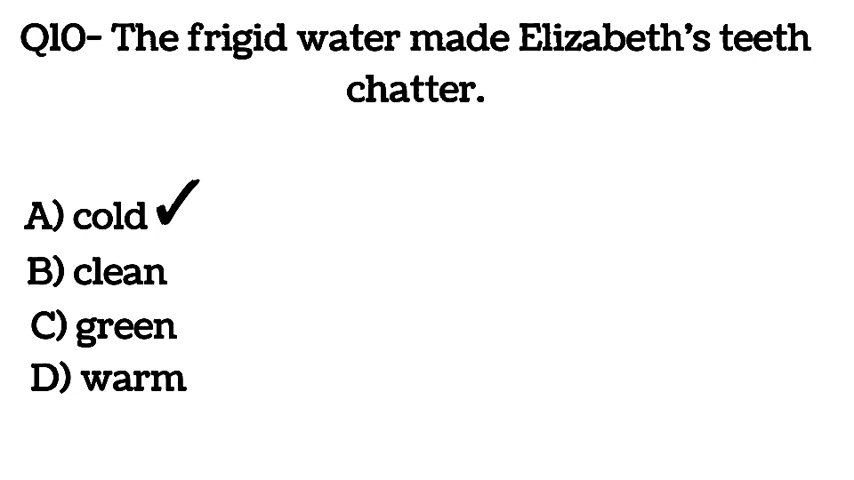 Q10- The frigid water made Elizabeth's teeth
chatter.
A) cold ✓
B) clean
C) green
D) warm